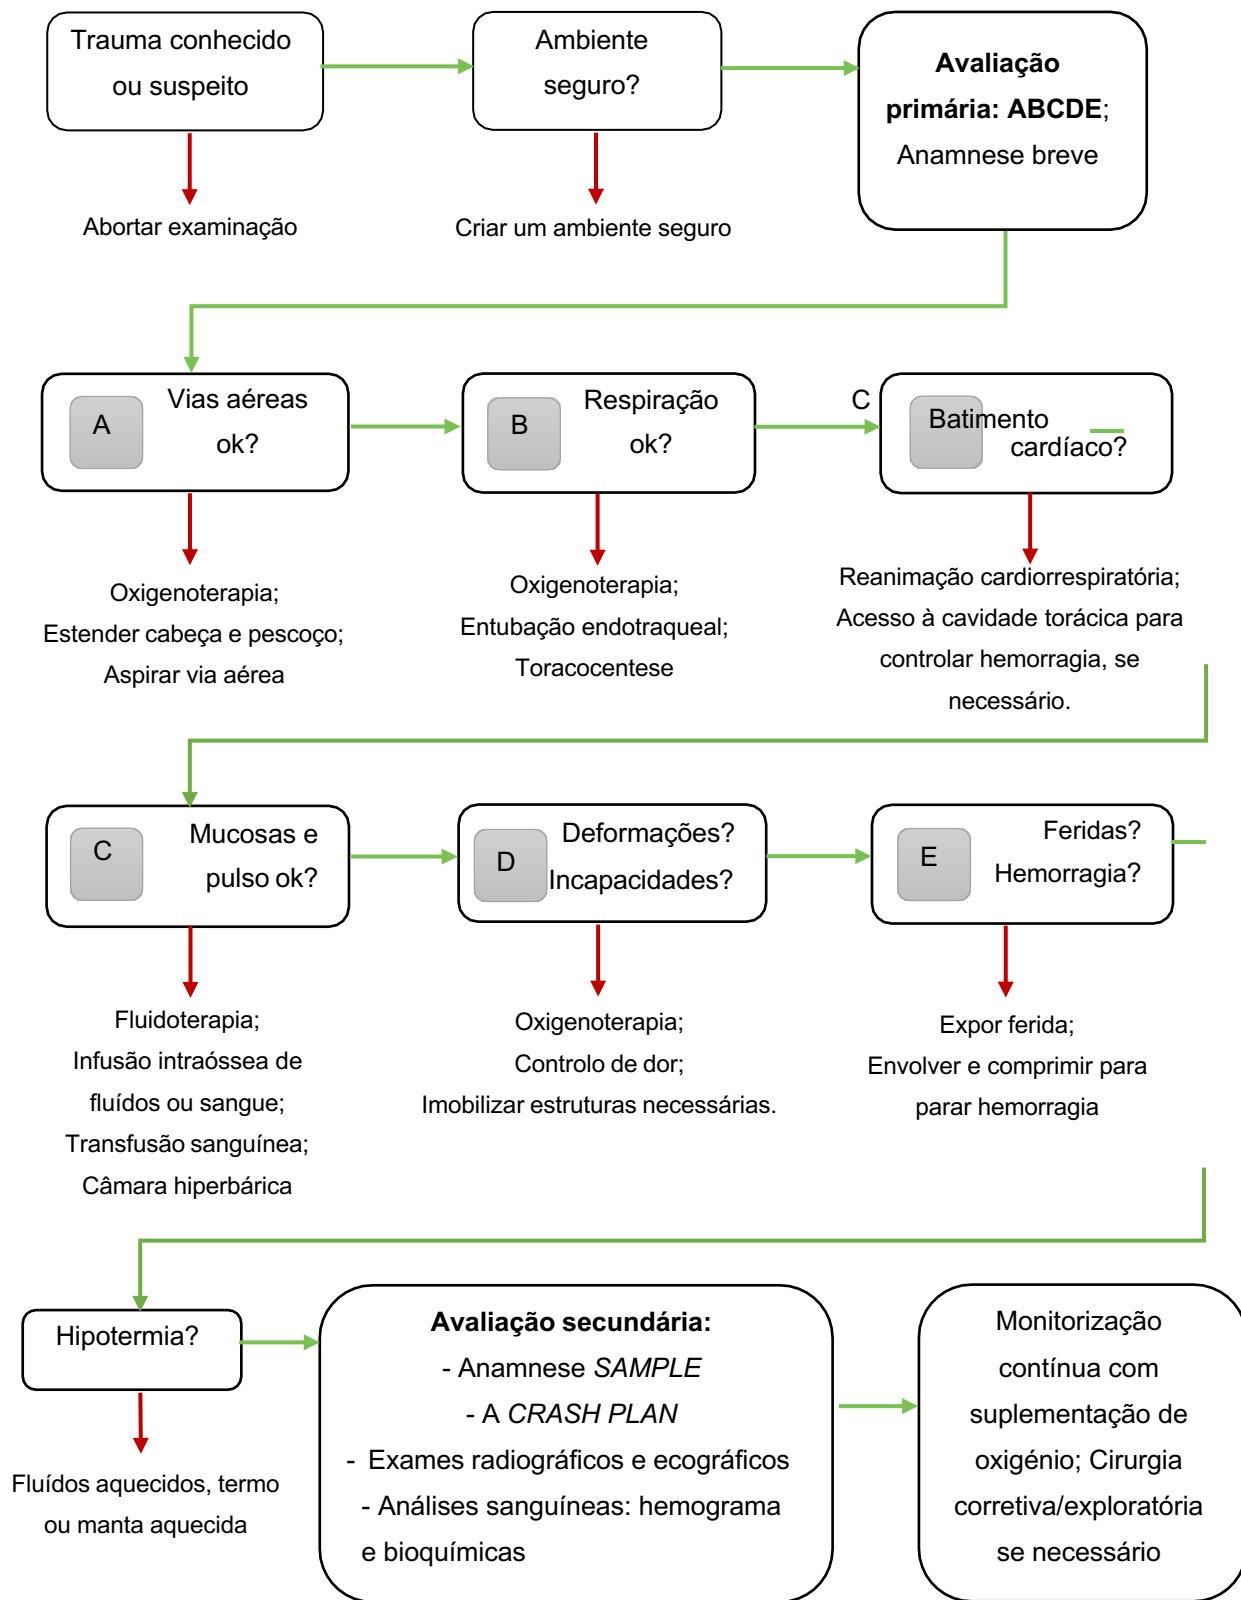 Trauma conhecido
ou suspeito
Ambiente
seguro?
Avaliação
primária: ABCDE;
Anamnese breve
Abortar examinação
Criar um ambiente seguro
A
Vias aéreas
ok?
B
Respiração
ok?
C
Batimento
cardíaco?
Oxigenoterapia;
Estender cabeça e pescoço;
Aspirar via aérea
Oxigenoterapia;
Entubação endotraqueal;
Toracocentese
Reanimação cardiorrespiratória;
Acesso à cavidade torácica para
controlar hemorragia, se
necessário.
C
Mucosas e
pulso ok?
D
Deformações?
Incapacidades?
E
Feridas?
Hemorragia?
Fluidoterapia;
Infusão intraóssea de
fluídos ou sangue;
Transfusão sanguínea;
Câmara hiperbárica
Oxigenoterapia;
Controlo de dor;
Imobilizar estruturas necessárias.
Expor ferida;
Envolver e comprimir para
parar hemorragia
Hipotermia?
Fluídos aquecidos, termo
ou manta aquecida
Avaliação secundária:
- Anamnese SAMPLE
- A CRASH PLAN
- Exames radiográficos e ecográficos
- Análises sanguíneas: hemograma
e bioquímicas
Monitorização
contínua com
suplementação de
oxigénio; Cirurgia
corretiva/exploratória
se necessário